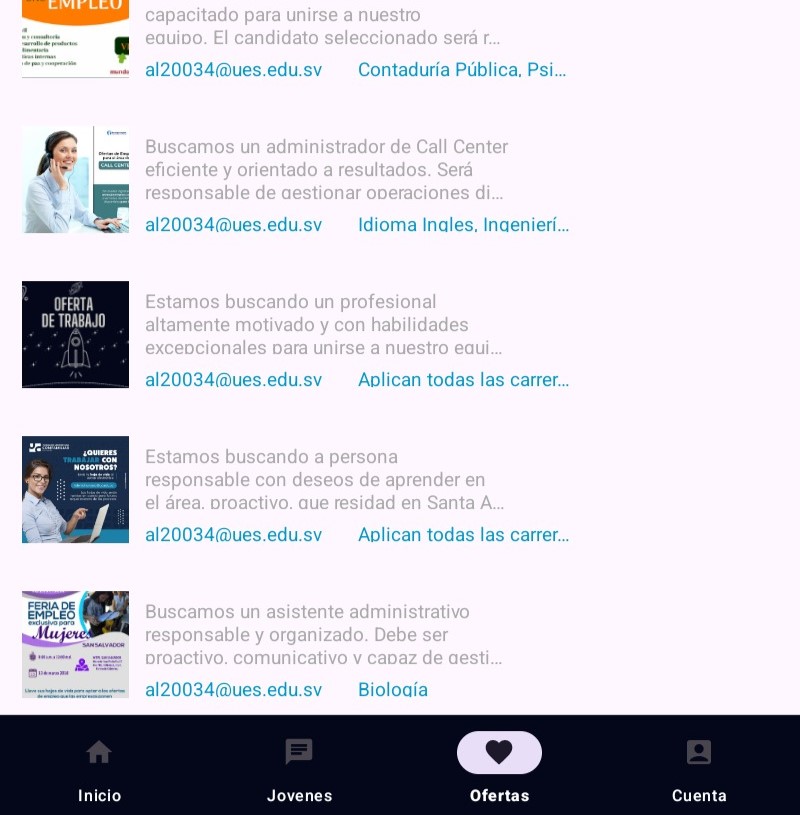 EMPLEO
capacitado para unirse a nuestro
equipo. El candidato seleccionado será r...
al20034@ues.edu.sv Contaduría Pública, Psi...
Buscamos un administrador de Call Center
eficiente y orientado a resultados. Será
responsable de gestionar operaciones di...
al20034@ues.edu.sv Idioma Ingles, Ingenierí...
OFERTA
DE TRABAJO
Estamos buscando un profesional
altamente motivado y con habilidades
excepcionales para unirse a nuestro equi...
al20034@ues.edu.sv Aplican todas las carrer...
¿QUIERES
TRABAJAR CON
NOSOTROS?
Estamos buscando a persona
responsable con deseos de aprender en
el área, proactivo, que residad en Santa A...
al20034@ues.edu.sv Aplican todas las carrer...
FERIA DE
EMPLEO
exclusiva para
Mujeres
SAN SALVADOR
Buscamos un asistente administrativo
responsable y organizado. Debe ser
proactivo, comunicativo y capaz de gesti...
al20034@ues.edu.sv Biología
Inicio Jovenes Ofertas Cuenta